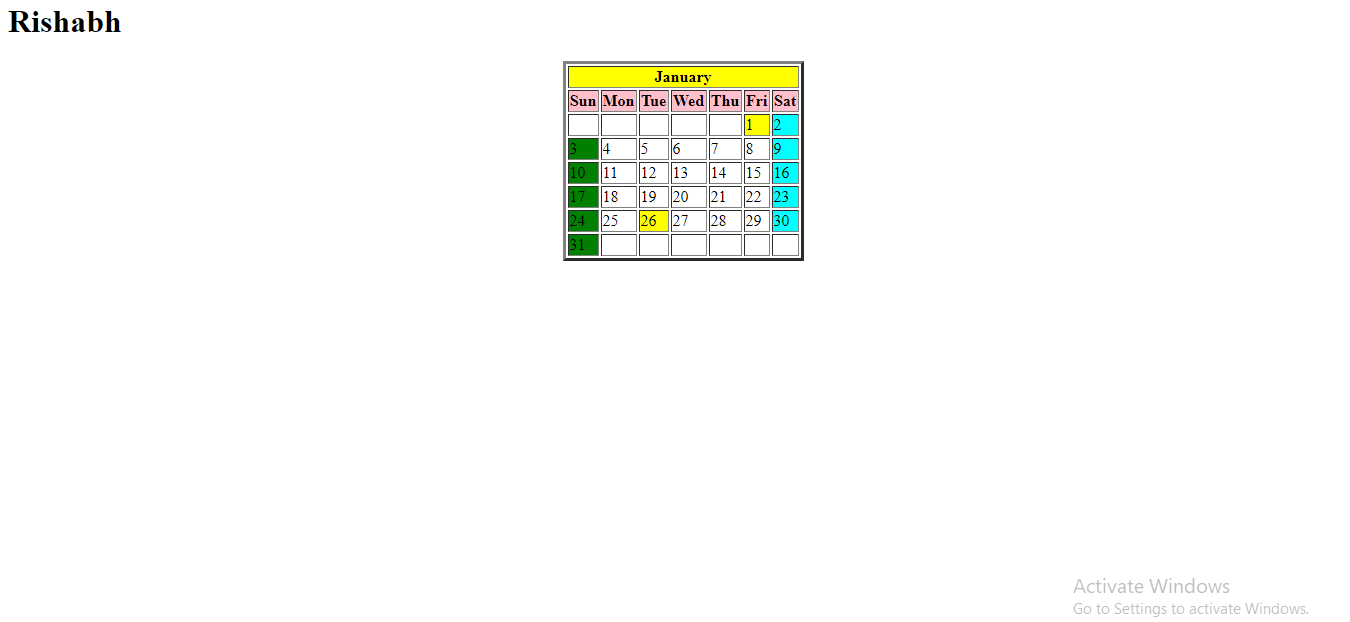 Rishabh
January
Sun Mon Tue Wed Thu Fri Sat
1 2
3 4 5 6 7 8 9
10 11 12 13 14 15 16
17 18 19 20 21 22 23
24 25 26 27 28 29 30
31
Activate Windows
Go to Settings to activate Windows.